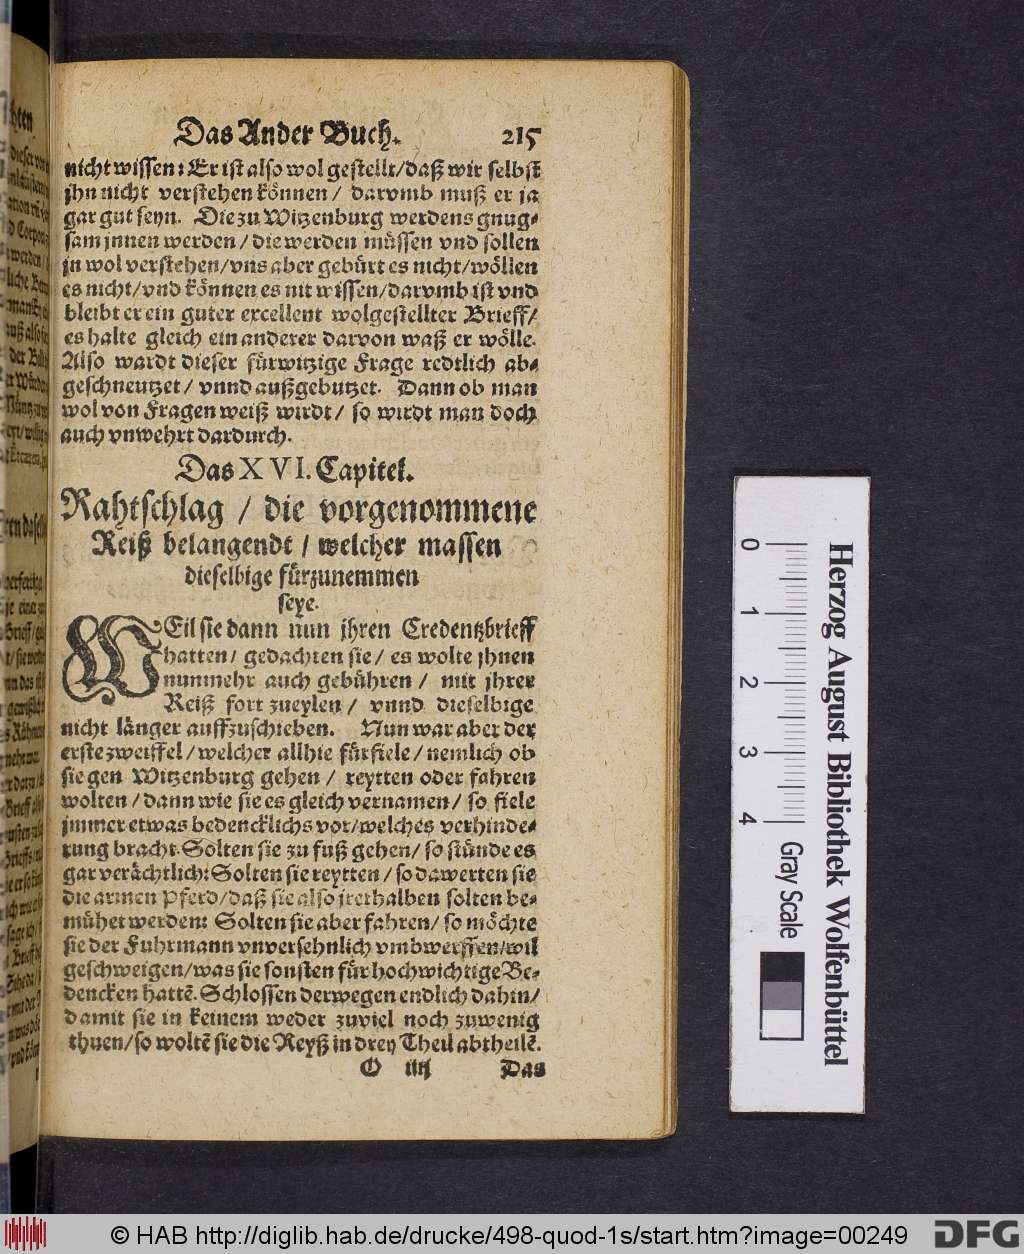 Das Ander Buch. 215
nicht wissen: Er ist also wol gestellt/daß wir selbst
jhn nicht verstehen können / darvmb muß er ja
gar gut seyn. Die zu Witzenburg werdens gnug-
sam jnnen werden / die werden müssen vnd sollen
jn wol verstehen/vns aber gebürt es nicht/wöllen
es nicht/vnd können es nit wissen/darvmb ist vnd
bleibt er ein guter excellent wolgestellter Brieff/
es halte gleich ein anderer darvon waß er wölle.
Also wardt dieser fürwitzige Frage redtlich ab-
geschneutzet / vnnd außgebutzet. Dann ob man
wol von Fragen weiß wirdt / so wirdt man doch
auch vnwehrt dardurch.
Das XVI. Capitel.
Rahtschlag / die vorgenommene
Reiß belangendt / welcher massen
dieselbige fürzunemmen
seye.
WEil sie dann nun jhren Credentzbrieff
hatten / gedachten sie / es wolte jhnen
nunmehr auch gebühren / mit jhrer
Reiß fort zueylen / vnnd dieselbige
nicht länger auffzuschieben. Nun war aber der
erste zweiffel / welcher allhie fürfiele / nemlich ob
sie gen Witzenburg gehen / reytten oder fahren
wolten / dann wie sie es gleich vernamen / so fiele
jmmer etwas bedencklichs vor/welches verhinde-
rung bracht. Solten sie zu fuß gehen / so stünde es
gar verächtlich: Solten sie reytten / so dawerten sie
die armen Pferd/daß sie also jrerthalben solten be-
mühet werden: Solten sie aber fahren / so möchte
sie der Fuhrmann vnversehnlich vmbwerffen/wil
geschweigen/was sie sonsten für hochwichtige Be-
dencken hattē. Schlossen derwegen endlich dahin/
damit sie in keinem weder zuviel noch zuwenig
thuen/so woltē sie die Reyß in drey Theil abtheilē.
O iiij Das
Herzog August Bibliothek Wolfenbüttel
0 1 2 3 4
Gray Scale
© HAB http://diglib.hab.de/drucke/498-quod-1s/start.htm?image=00249
DFG